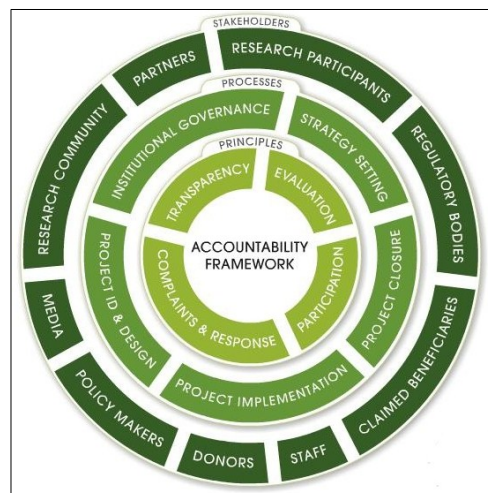 STAKEHOLDERS
PARTNERS
RESEARCH PARTICIPANTS
REGULATORY BODIES
CLAIMED BENEFICIARIES
STAFF
DONORS
POLICY MAKERS
MEDIA
RESEARCH COMMUNITY
PROCESSES
INSTITUTIONAL GOVERNANCE
STRATEGY SETTING
PROJECT CLOSURE
PROJECT IMPLEMENTATION
PROJECT ID & DESIGN
PRINCIPLES
TRANSPARENCY
EVALUATION
PARTICIPATION
COMPLAINTS & RESPONSE
ACCOUNTABILITY
FRAMEWORK